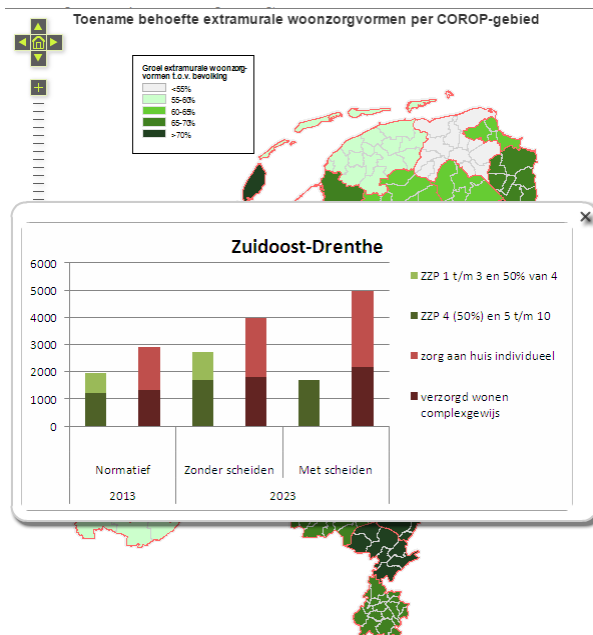 Toename behoefte extramurale woonzorgvormen per COROP-gebied
Groei extramurale woonzorg-
vormen t.o.v. bevolking
<55%
55-60%
60-65%
65-70%
>70%
Zuidoost-Drenthe
6000
5000
4000
3000
2000
1000
0
Normatief
Zonder scheiden
Met scheiden
2013
2023
ZZP 1 t/m 3 en 50% van 4
ZZP 4 (50%) en 5 t/m 10
zorg aan huis individueel
verzorgd wonen
complexgewijs